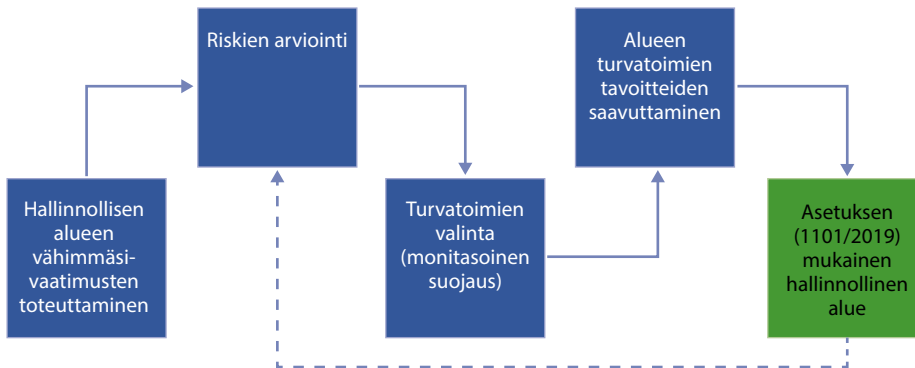 Hallinnollisen
alueen
vähimmäsi-
vaatimusten
toteuttaminen
Riskien arviointi
Turvatoimien
valinta
(monitasoinen
suojaus)
Alueen
turvatoimien
tavoitteiden
saavuttaminen
Asetuksen
(1101/2019)
mukainen
hallinnollinen
alue